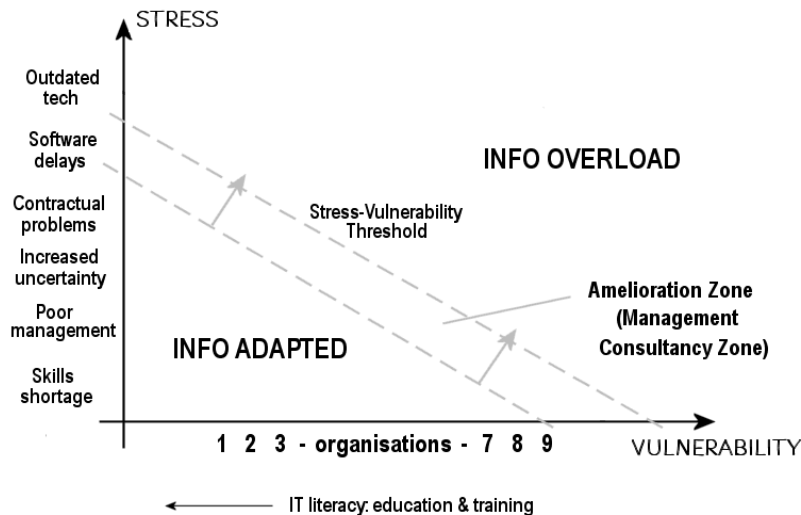 STRESS
Outdated
tech
Software
delays
INFO OVERLOAD
Contractual
problems
Stress-Vulnerability
Threshold
Increased
uncertainty
Amelioration Zone
(Management
Consultancy Zone)
Poor
management
INFO ADAPTED
Skills
shortage
1 2 3 - organisations - 7 8 9
VULNERABILITY
IT literacy: education & training